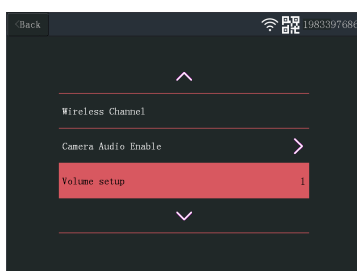 <Back
1983397686
Wireless Channel
Camera Audio Enable
Volume setup 1